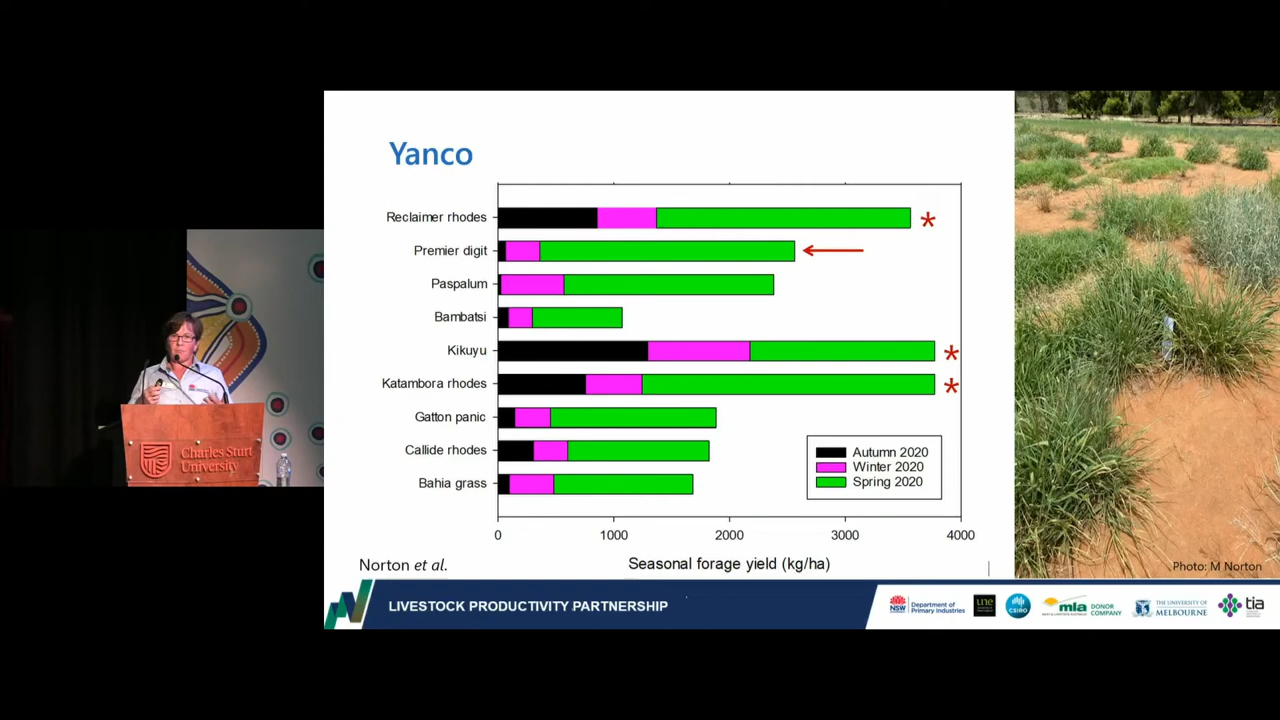 Yanco
Reclaimer rhodes
*
Premier digit
Paspalum
Bambatsi
Kikuyu
*
Katambora rhodes
*
Gatton panic
Callide rhodes
Bahia grass
Autumn 2020
Winter 2020
Spring 2020
0 1000 2000 3000 4000
Seasonal forage yield (kg/ha)
Norton et al.
Photo: M Norton
Charles Sturt
University
LIVESTOCK PRODUCTIVITY PARTNERSHIP
NSW
Department of
Primary Industries
une
CSIRO
mla
DONOR
COMPANY
THE UNIVERSITY OF
MELBOURNE
tia